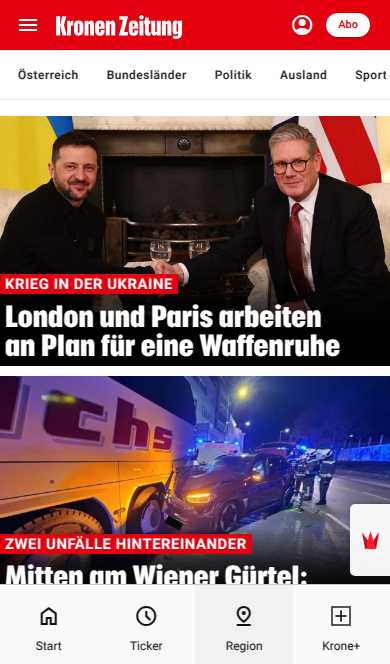 Kronen Zeitung
Abo
Österreich Bundesländer Politik Ausland Sport
KRIEG IN DER UKRAINE
London und Paris arbeiten
an Plan für eine Waffenruhe
chs
ZWEI UNFÄLLE HINTEREINANDER
Mitten am Wiener Gürtel:
Start Ticker Region Krone+